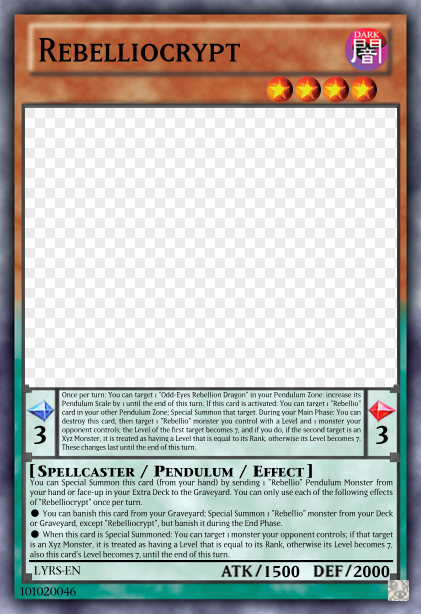 Rebelliocrypt
DARK
闇
Once per turn: You can target 1 "Odd-Eyes Rebellion Dragon" in your Pendulum Zone: increase its
Pendulum Scale by 1 until the end of this turn. If this card is activated: You can target 1 "Rebellio"
card in your other Pendulum Zone; Special Summon that target. During your Main Phase: You can
destroy this card, then target 1 "Rebellio" monster you control with a Level and 1 monster your
opponent controls; the Level of the first target becomes 7, and if you do, if the second target is an
Xyz Monster, it is treated as having a Level that is equal to its Rank, otherwise its Level becomes 7.
These changes last until the end of this turn.
3
3
[ Spellcaster / Pendulum / Effect ]
You can Special Summon this card (from your hand) by sending 1 "Rebellio" Pendulum Monster from
your hand or face-up in your Extra Deck to the Graveyard. You can only use each of the following effects
of "Rebelliocrypt" once per turn.
● You can banish this card from your Graveyard; Special Summon 1 "Rebellio" monster from your Deck
or Graveyard, except "Rebelliocrypt", but banish it during the End Phase.
● When this card is Special Summoned: You can target 1 monster your opponent controls; if that target
is an Xyz Monster, it is treated as having a Level that is equal to its Rank, otherwise its Level becomes 7,
also this card's Level becomes 7, until the end of this turn.
LYRS-EN ATK/1500 DEF/2000
101020046